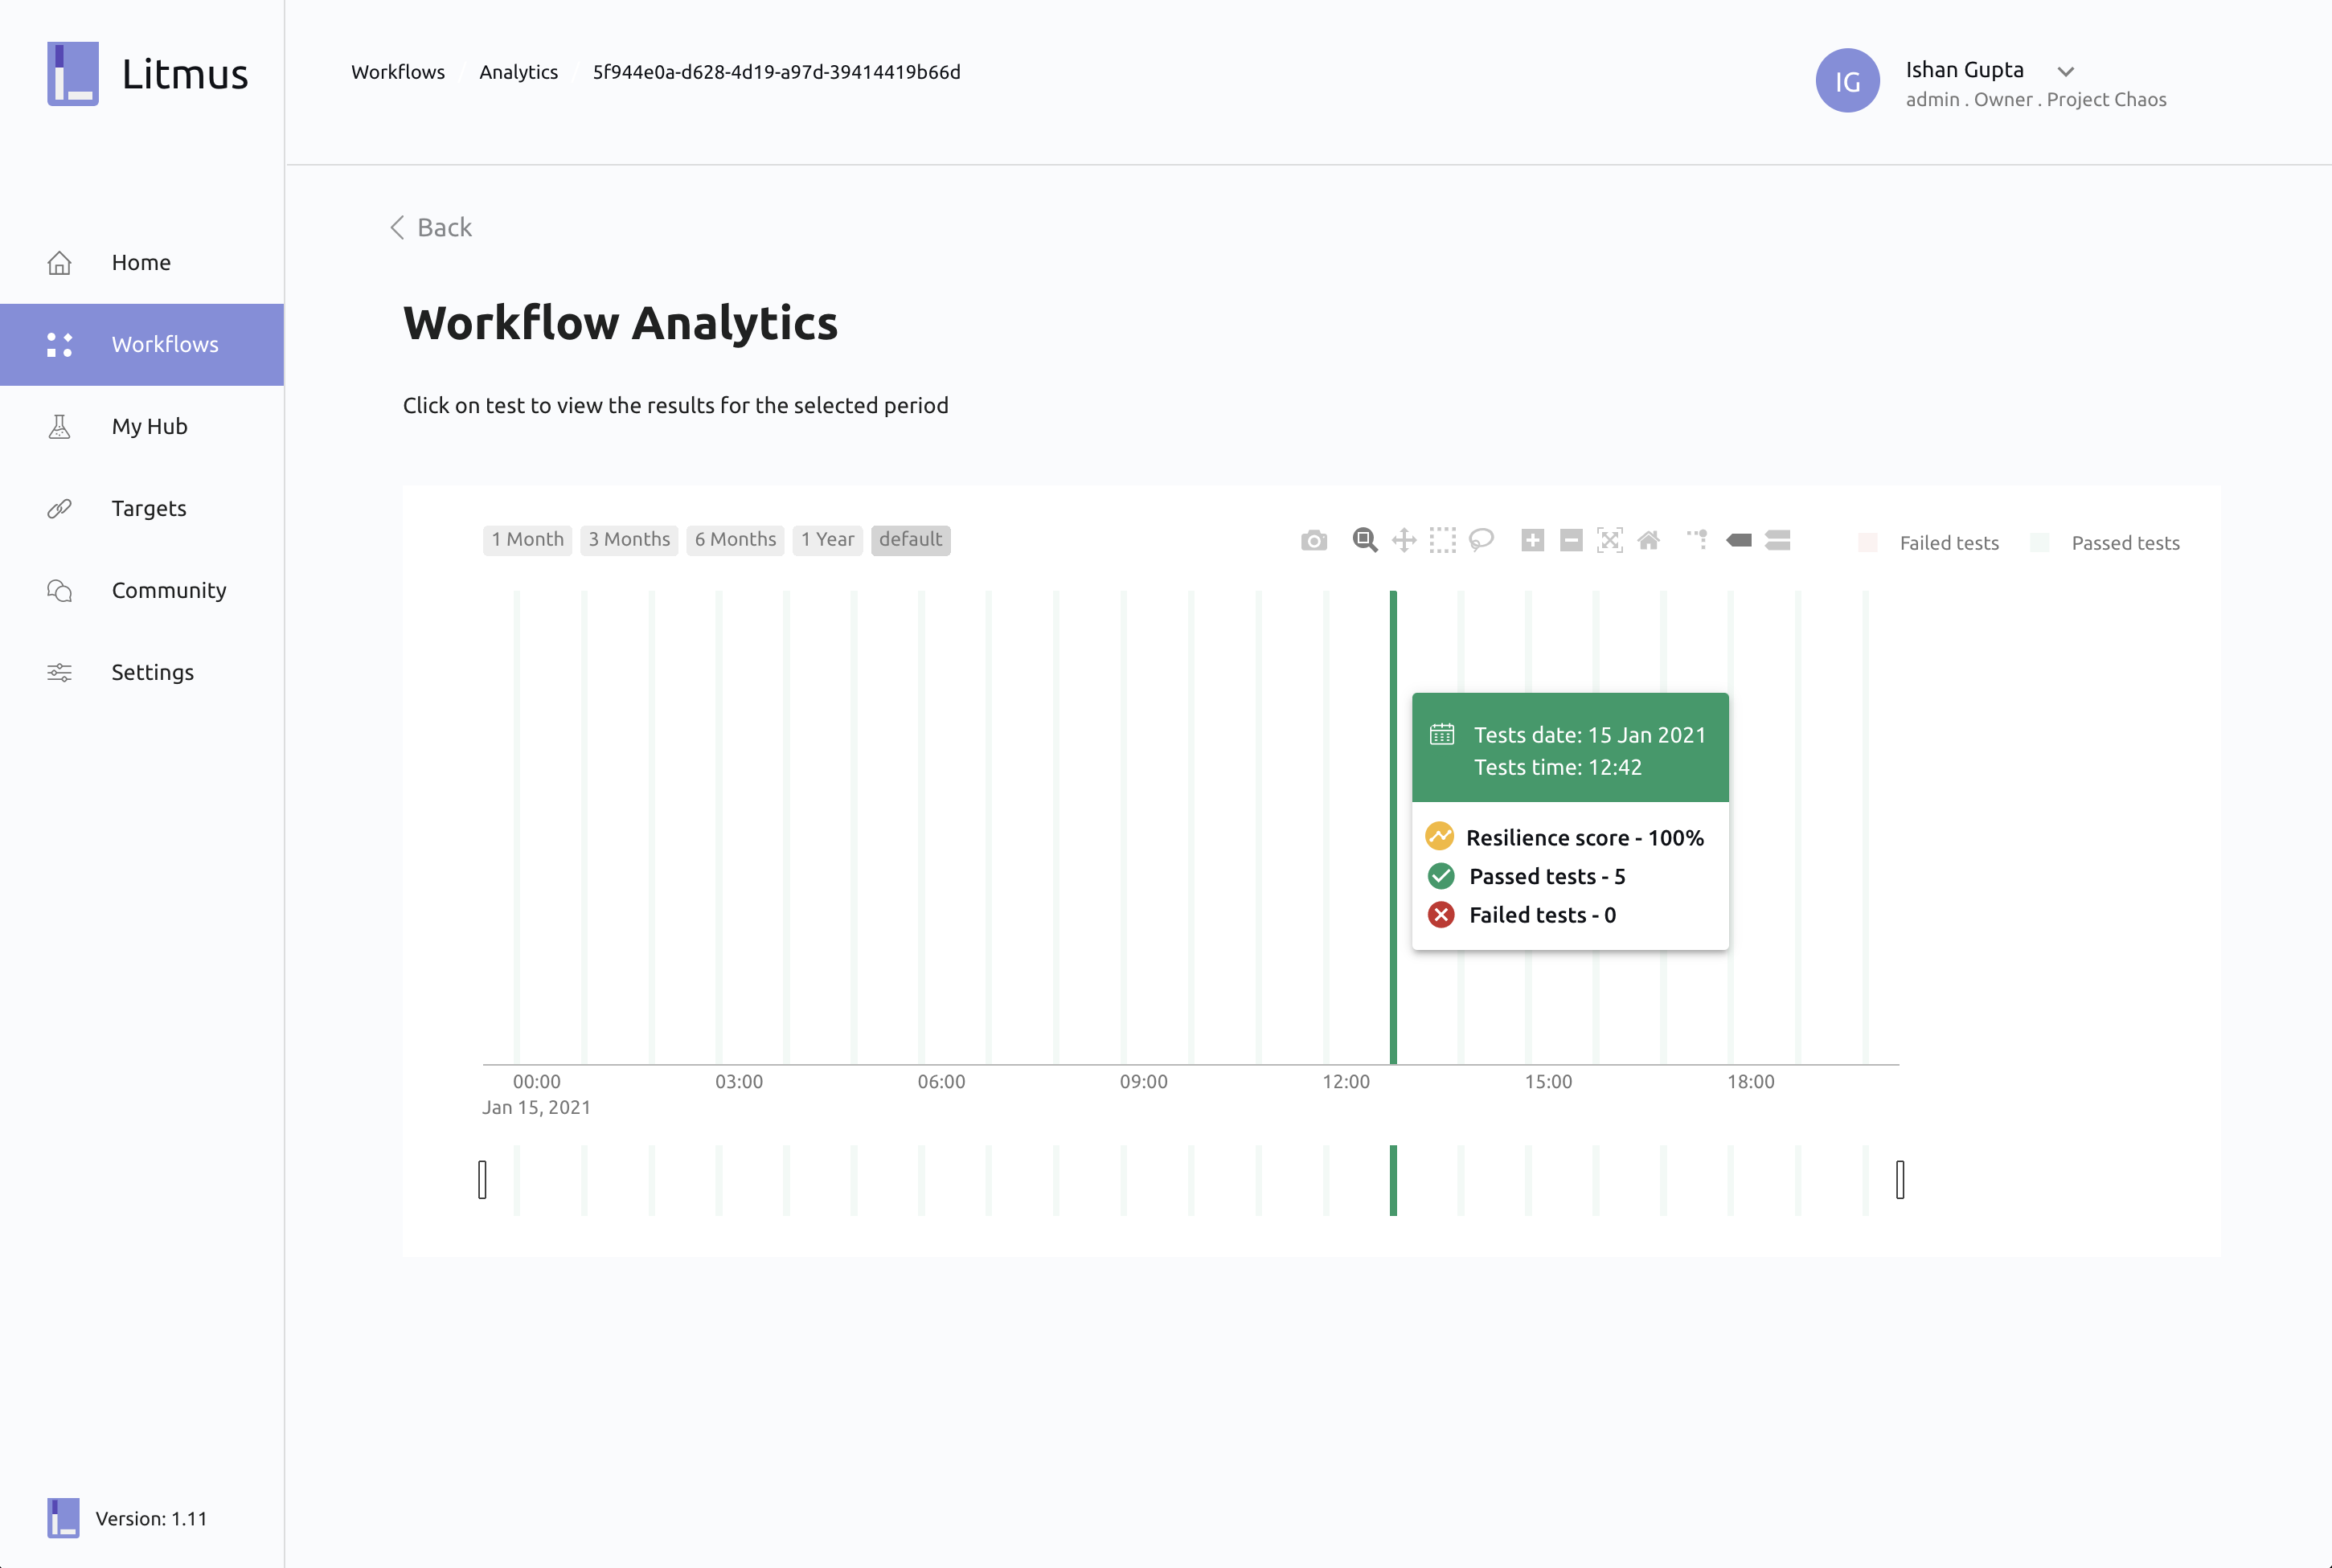 Litmus
Workflows / Analytics / 5f944e0a-d628-4d19-a97d-39414419b66d
IG
Ishan Gupta
admin . Owner . Project Chaos
Home
Workflows
My Hub
Targets
Community
Settings
Version: 1.11
Back
Workflow Analytics
Click on test to view the results for the selected period
1 Month 3 Months 6 Months 1 Year default
Failed tests Passed tests
Tests date: 15 Jan 2021
Tests time: 12:42
Resilience score - 100%
Passed tests - 5
Failed tests - 0
00:00 03:00 06:00 09:00 12:00 15:00 18:00
Jan 15, 2021